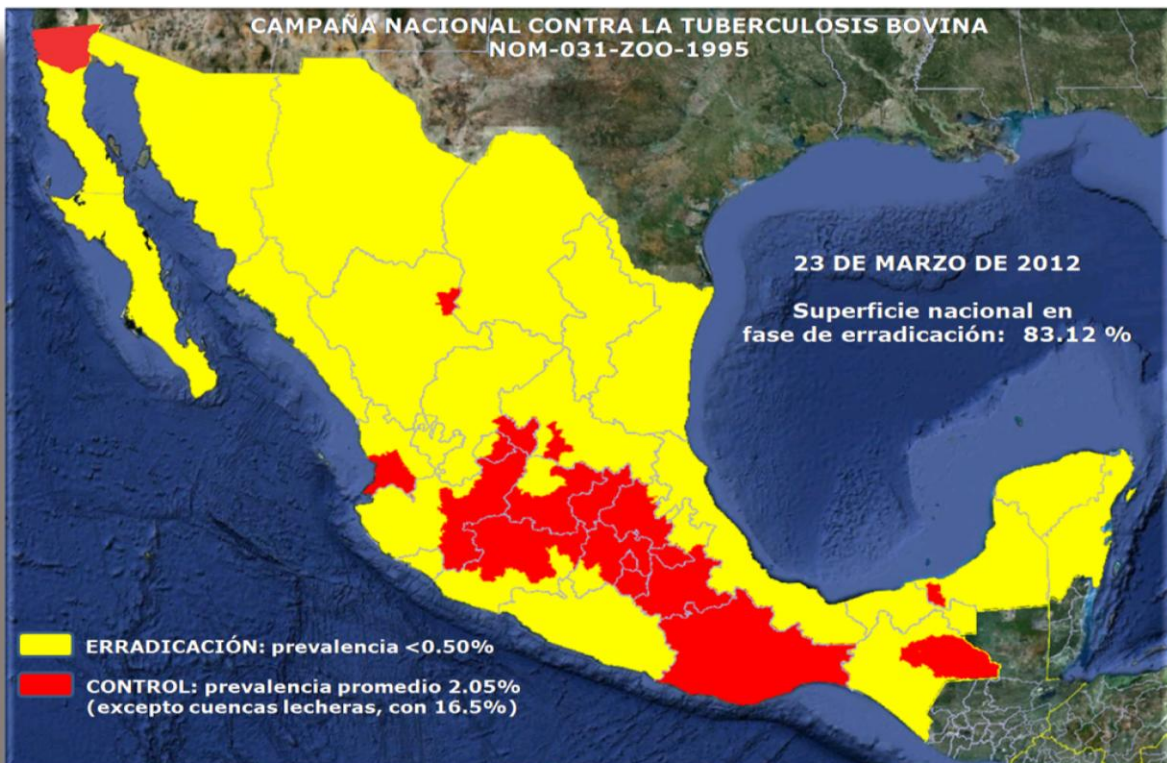 CAMPAÑA NACIONAL CONTRA LA TUBERCULOSIS BOVINA
NOM-031-ZOO-1995
23 DE MARZO DE 2012
Superficie nacional en
fase de erradicación: 83.12 %
ERRADICACIÓN: prevalencia <0.50%
CONTROL: prevalencia promedio 2.05%
(excepto cuencas lecheras, con 16.5%)